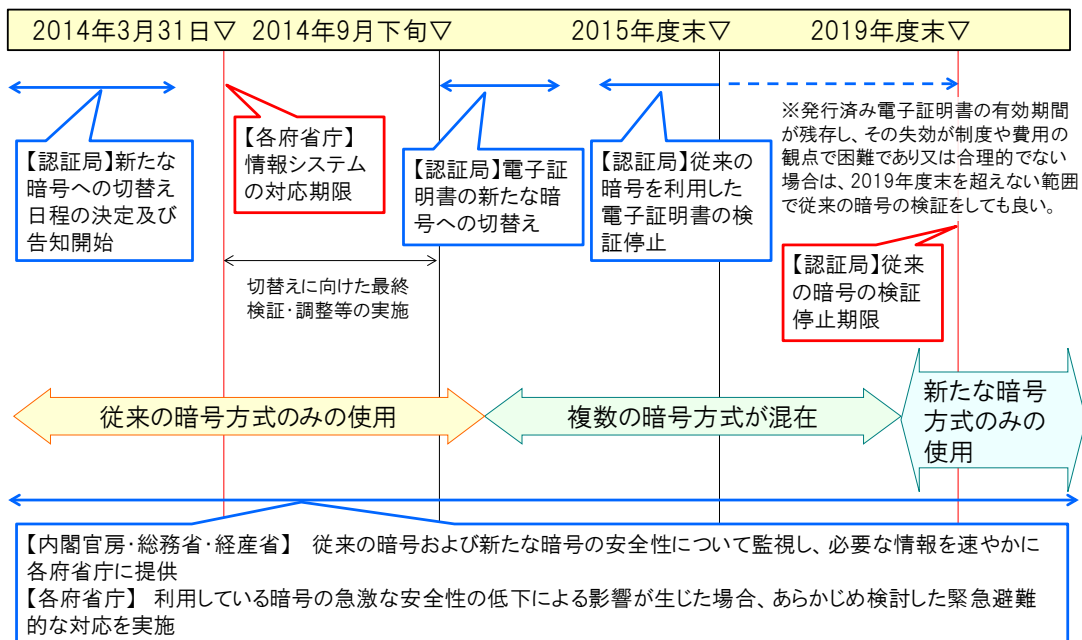 2014年3月31日▽ 2014年9月下旬▽ 2015年度末▽ 2019年度末▽
【認証局】新たな
暗号への切替え
日程の決定及び
告知開始
【各府省庁】
情報システム
の対応期限
【認証局】電子証
明書の新たな暗
号への切替え
【認証局】従来の
暗号を利用した
電子証明書の検
証停止
※発行済み電子証明書の有効期間
が残存し、その失効が制度や費用の
観点で困難であり又は合理的でない
場合は、2019年度末を超えない範囲
で従来の暗号の検証をしても良い。
【認証局】従来
の暗号の検証
停止期限
切替えに向けた最終
検証・調整等の実施
従来の暗号方式のみの使用
複数の暗号方式が混在
新たな暗号
方式のみの
使用
【内閣官房・総務省・経産省】 従来の暗号および新たな暗号の安全性について監視し、必要な情報を速やかに
各府省庁に提供
【各府省庁】 利用している暗号の急激な安全性の低下による影響が生じた場合、あらかじめ検討した緊急避難
的な対応を実施